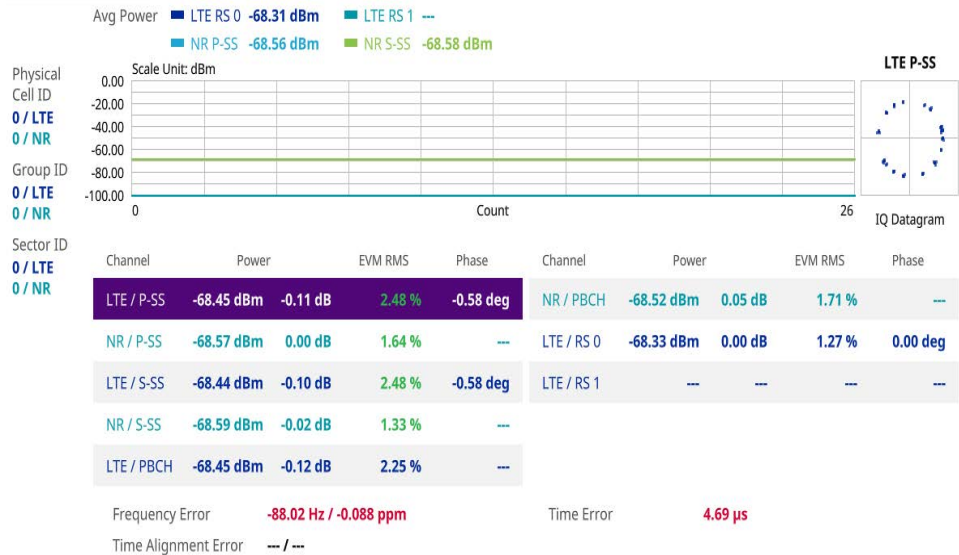 Avg Power LTE RS 0 -68.31 dBm LTE RS 1 ---
NR P-SS -68.56 dBm NR S-SS -68.58 dBm
Physical
Cell ID
0 / LTE
0 / NR
Group ID
0 / LTE
0 / NR
Sector ID
0 / LTE
0 / NR
Scale Unit: dBm
0.00
-20.00
-40.00
-60.00
-80.00
-100.00
0 Count 26
LTE P-SS
IQ Datagram
Channel Power EVM RMS Phase Channel Power EVM RMS Phase
LTE / P-SS -68.45 dBm -0.11 dB 2.48 % -0.58 deg NR / PBCH -68.52 dBm 0.05 dB 1.71 % ---
NR / P-SS -68.57 dBm 0.00 dB 1.64 % --- LTE / RS 0 -68.33 dBm 0.00 dB 1.27 % 0.00 deg
LTE / S-SS -68.44 dBm -0.10 dB 2.48 % -0.58 deg LTE / RS 1 --- --- --- ---
NR / S-SS -68.59 dBm -0.02 dB 1.33 % ---
LTE / PBCH -68.45 dBm -0.12 dB 2.25 % ---
Frequency Error -88.02 Hz / -0.088 ppm Time Error 4.69 µs
Time Alignment Error --- / ---